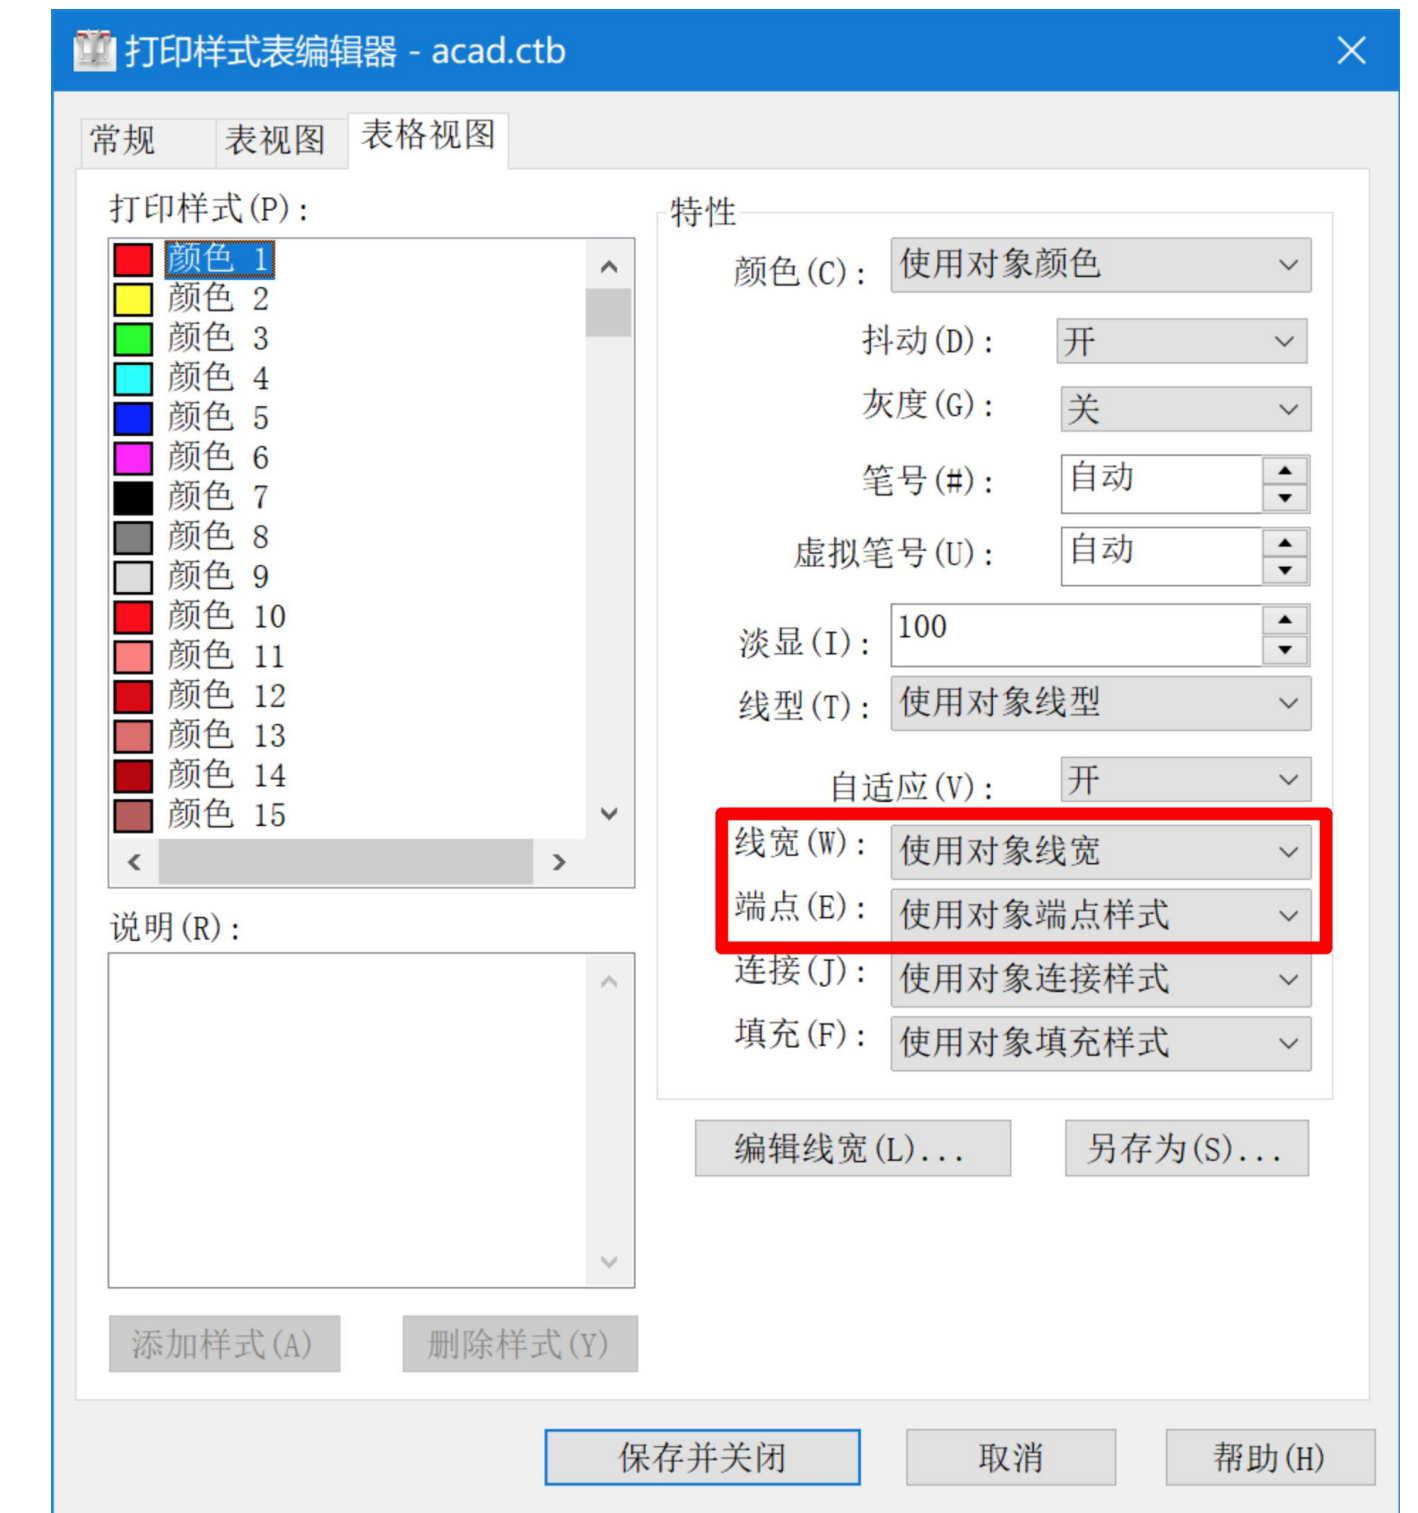 打印样式表编辑器 - acad.ctb
常规 表视图 表格视图
打印样式(P):
颜色 1
颜色 2
颜色 3
颜色 4
颜色 5
颜色 6
颜色 7
颜色 8
颜色 9
颜色 10
颜色 11
颜色 12
颜色 13
颜色 14
颜色 15
说明(R):
添加样式(A) 删除样式(Y)
特性
颜色(C): 使用对象颜色
抖动(D): 开
灰度(G): 关
笔号(#): 自动
虚拟笔号(U): 自动
淡显(I): 100
线型(T): 使用对象线型
自适应(V): 开
线宽(W): 使用对象线宽
端点(E): 使用对象端点样式
连接(J): 使用对象连接样式
填充(F): 使用对象填充样式
编辑线宽(L)... 另存为(S)...
保存并关闭 取消 帮助(H)